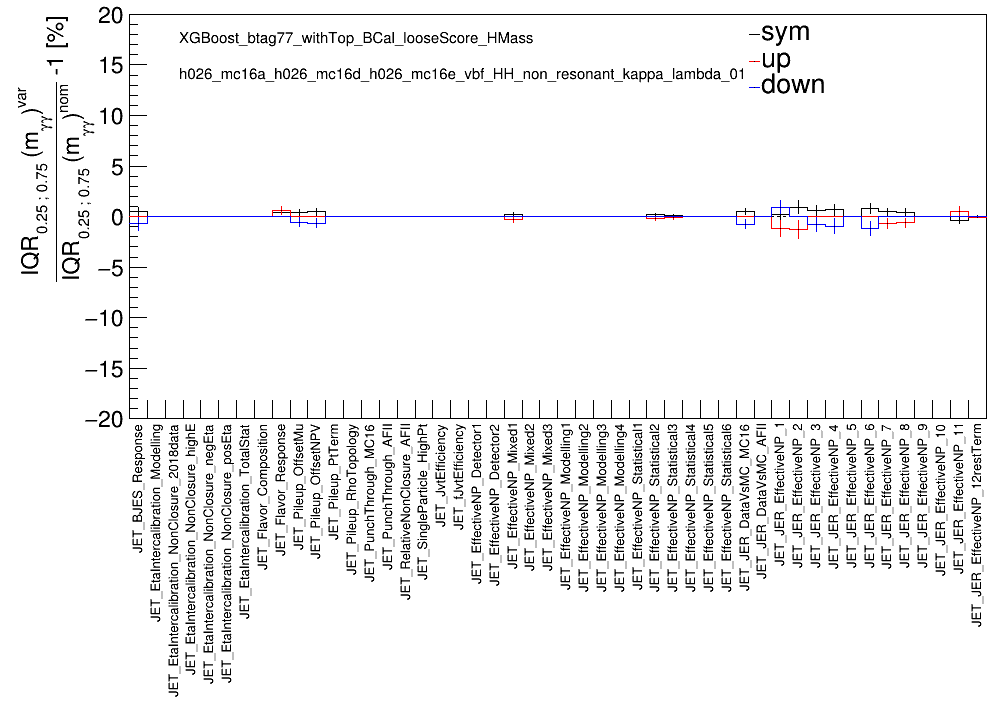 IQR0.25 ; 0.75 (mγγ)var
IQR0.25 ; 0.75 (mγγ)nom -1 [%]
20
15
10
5
0
−5
−10
−15
−20
XGBoost_btag77_withTop_BCal_looseScore_HMass
h026_mc16a_h026_mc16d_h026_mc16e_vbf_HH_non_resonant_kappa_lambda_01
sym
up
down
JET_BJES_Response
JET_EtaIntercalibration_Modelling
JET_EtaIntercalibration_NonClosure_2018data
JET_EtaIntercalibration_NonClosure_highE
JET_EtaIntercalibration_NonClosure_negEta
JET_EtaIntercalibration_NonClosure_posEta
JET_EtaIntercalibration_TotalStat
JET_Flavor_Composition
JET_Flavor_Response
JET_Pileup_OffsetMu
JET_Pileup_OffsetNPV
JET_Pileup_PtTerm
JET_Pileup_RhoTopology
JET_PunchThrough_MC16
JET_PunchThrough_AFII
JET_RelativeNonClosure_AFII
JET_SingleParticle_HighPt
JET_JvtEfficiency
JET_fJvtEfficiency
JET_EffectiveNP_Detector1
JET_EffectiveNP_Detector2
JET_EffectiveNP_Mixed1
JET_EffectiveNP_Mixed2
JET_EffectiveNP_Mixed3
JET_EffectiveNP_Modelling1
JET_EffectiveNP_Modelling2
JET_EffectiveNP_Modelling3
JET_EffectiveNP_Modelling4
JET_EffectiveNP_Statistical1
JET_EffectiveNP_Statistical2
JET_EffectiveNP_Statistical3
JET_EffectiveNP_Statistical4
JET_EffectiveNP_Statistical5
JET_EffectiveNP_Statistical6
JET_JER_DataVsMC_MC16
JET_JER_DataVsMC_AFII
JET_JER_EffectiveNP_1
JET_JER_EffectiveNP_2
JET_JER_EffectiveNP_3
JET_JER_EffectiveNP_4
JET_JER_EffectiveNP_5
JET_JER_EffectiveNP_6
JET_JER_EffectiveNP_7
JET_JER_EffectiveNP_8
JET_JER_EffectiveNP_9
JET_JER_EffectiveNP_10
JET_JER_EffectiveNP_11
JET_JER_EffectiveNP_12restTerm